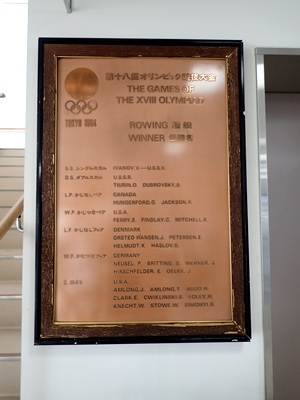 第十八回オリンピック競技大会
THE GAMES OF
THE XVIII OLYMPIAD
TOKYO 1964
ROWING 漕艇
WINNER 優勝者
S.S. シングルスカル IVANOV, V. U.S.S.R.
D.S. ダブルスカル U.S.S.R.
TIURIN, O. DUBROVSKY, B.
L.P. かじなしペア CANADA
HUNGERFORD, G. JACKSON, R.
W.P. かじつきペア U.S.A.
FERRY, E. FINDLAY, C. MITCHELL, K.
L.F. かじなしフォア DENMARK
ORSTED HANSEN, J. PETERSEN, E.
HELMUDT, K. HASLOV, B.
W.F. かじつきフォア GERMANY
NEUSEL, P. BRITTING, B. WERNER, J.
HIRSCHFELDER, E. OELKE, J.
E. エイト U.S.A.
AMLONG, J. AMLONG, T. BUDD, H.
CLARK, E. CWIKLINSKI, S. FOLEY, H.
KNECHT, W. STOWE, W. ZIMONYI, R.